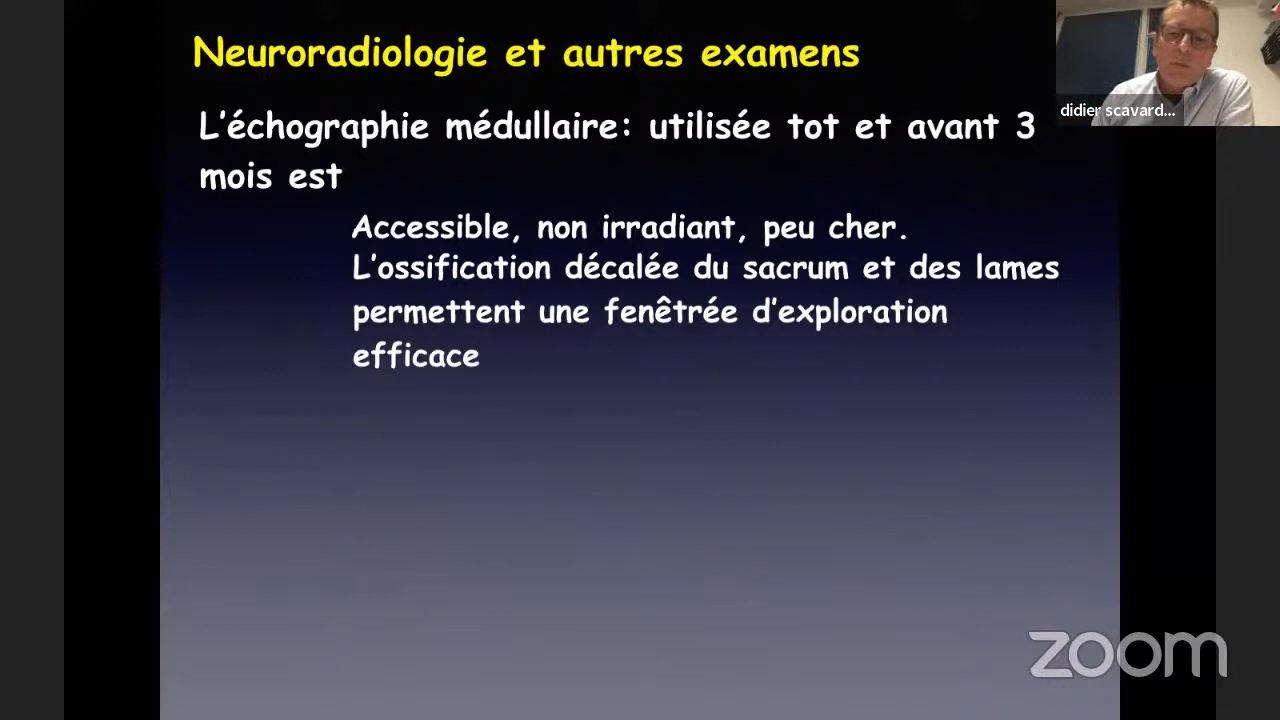 Neuroradiologie et autres examens
didier scavard...
L'échographie médullaire: utilisée tot et avant 3
mois est
Accessible, non irradiant, peu cher.
L'ossification décalée du sacrum et des lames
permettent une fenêtrée d'exploration
efficace
zoom